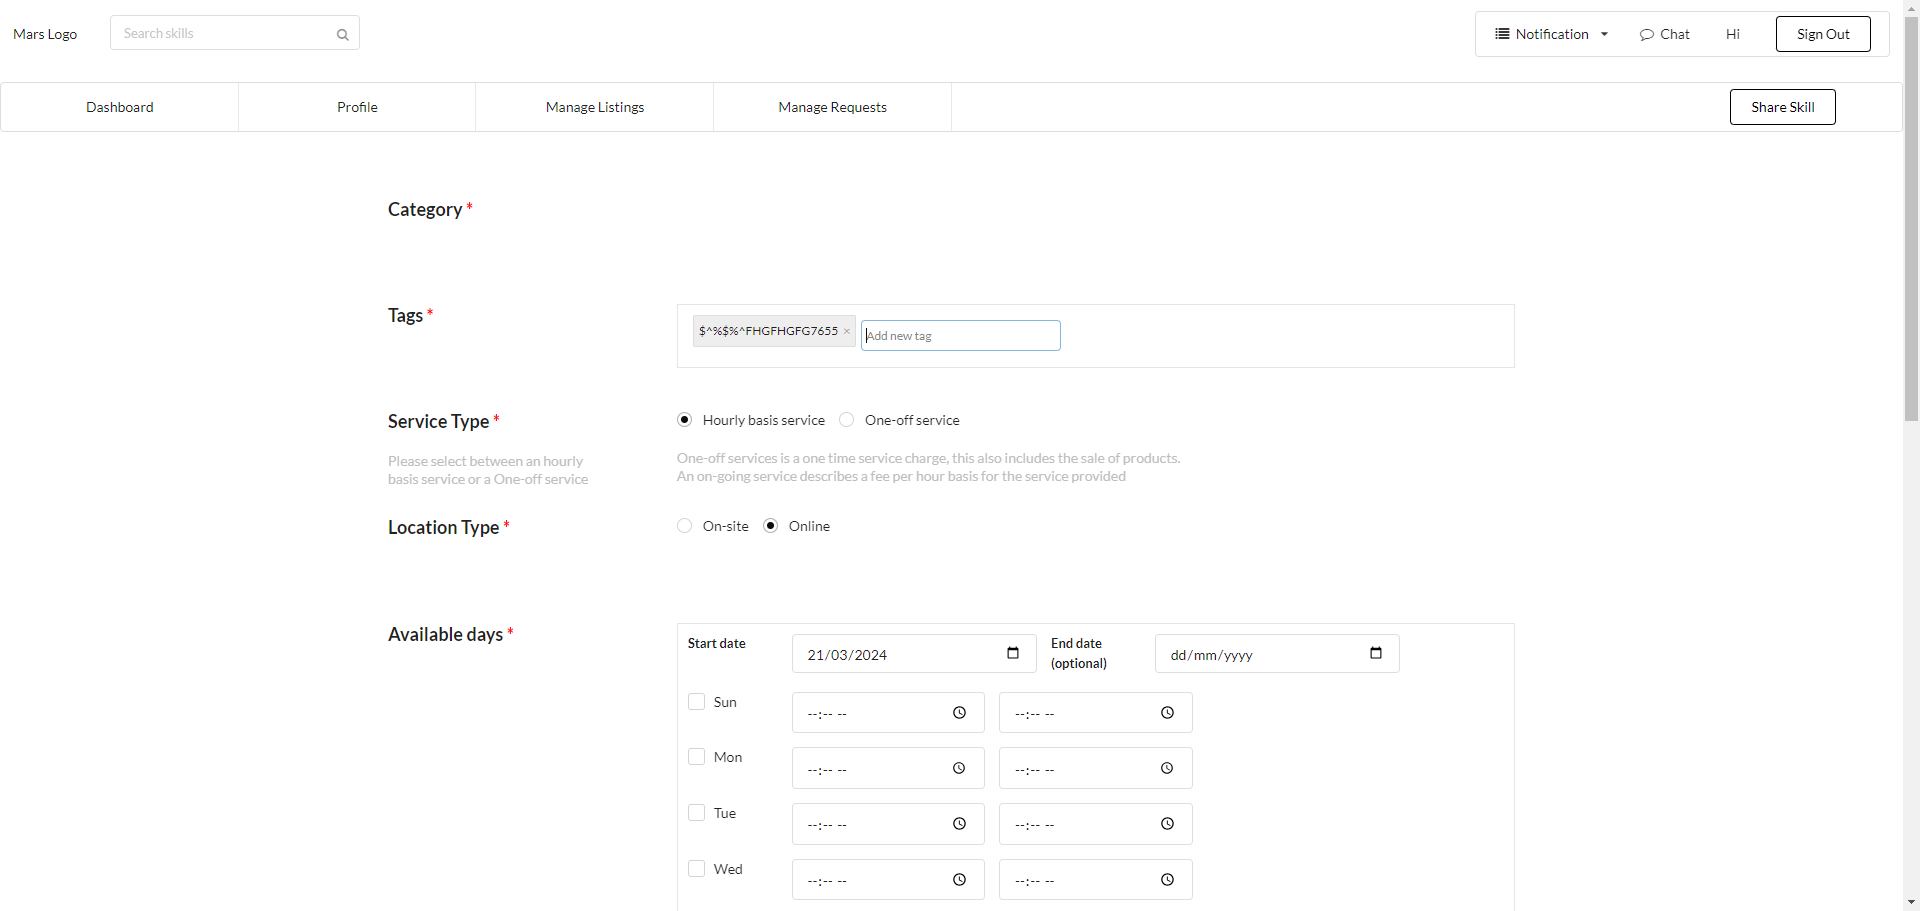 Mars Logo
Search skills
Notification
Chat
Hi
Sign Out
Dashboard
Profile
Manage Listings
Manage Requests
Share Skill
Category *
Tags *
$^%$%^FHGFHGFG7655 ×
Add new tag
Service Type *
Hourly basis service
One-off service
Please select between an hourly
basis service or a One-off service
One-off services is a one time service charge, this also includes the sale of products.
An on-going service describes a fee per hour basis for the service provided
Location Type *
On-site
Online
Available days *
Start date
21/03/2024
End date
(optional)
dd/mm/yyyy
Sun
--:-- --
--:-- --
Mon
--:-- --
--:-- --
Tue
--:-- --
--:-- --
Wed
--:-- --
--:-- --